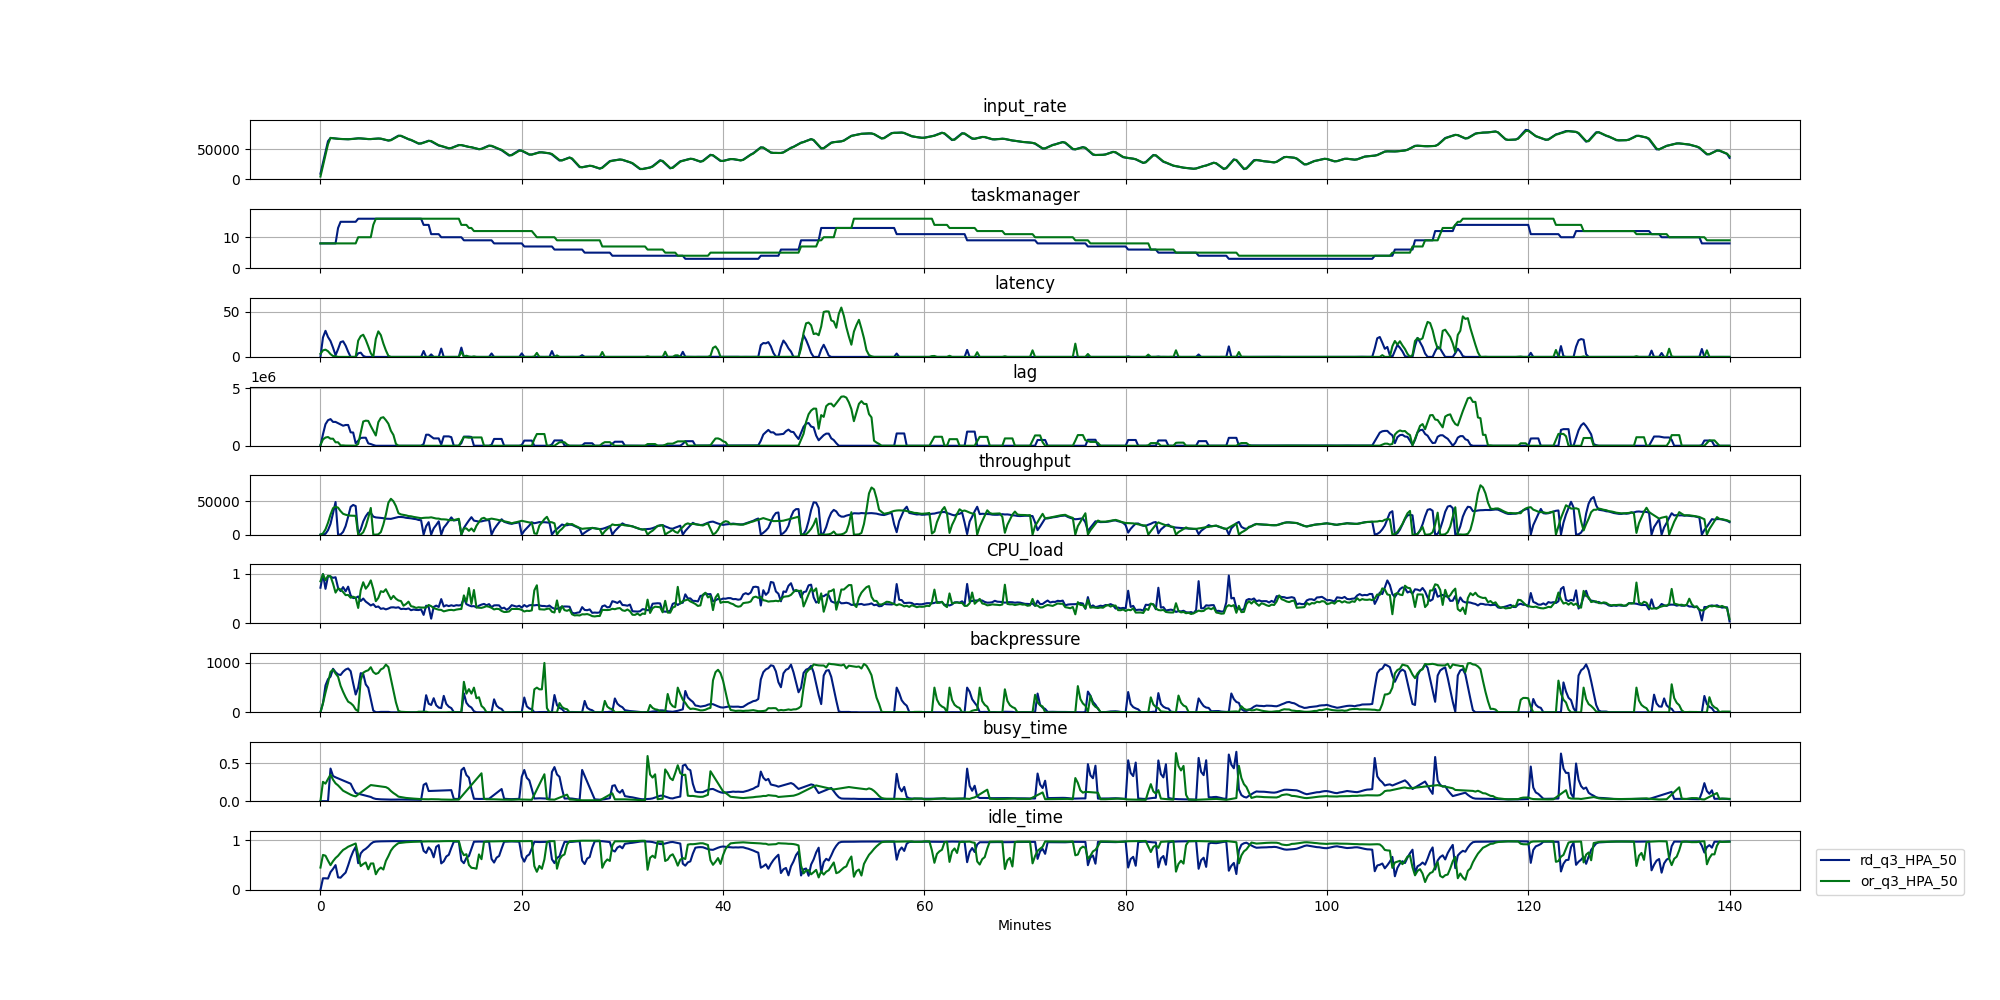 input_rate
50000
0
taskmanager
10
0
latency
50
0
1e6
lag
5
0
throughput
50000
0
CPU_load
1
0
backpressure
1000
0
busy_time
0.5
0.0
idle_time
1
0
0 20 40 60 80 100 120 140
Minutes
rd_q3_HPA_50
or_q3_HPA_50